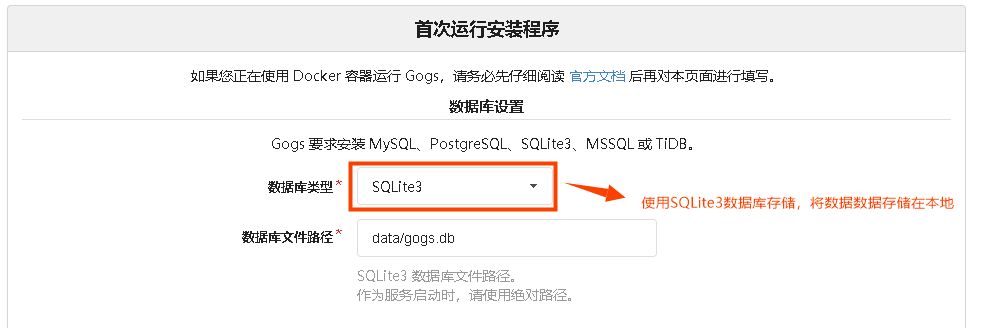 首次运行安装程序
如果您正在使用 Docker 容器运行 Gogs，请务必先仔细阅读 官方文档 后再对本页面进行填写。
数据库设置
Gogs 要求安装 MySQL、PostgreSQL、SQLite3、MSSQL 或 TiDB。
数据库类型* SQLite3
使用SQLite3数据库存储，将数据数据存储在本地
数据库文件路径* data/gogs.db
SQLite3 数据库文件路径。
作为服务启动时，请使用绝对路径。